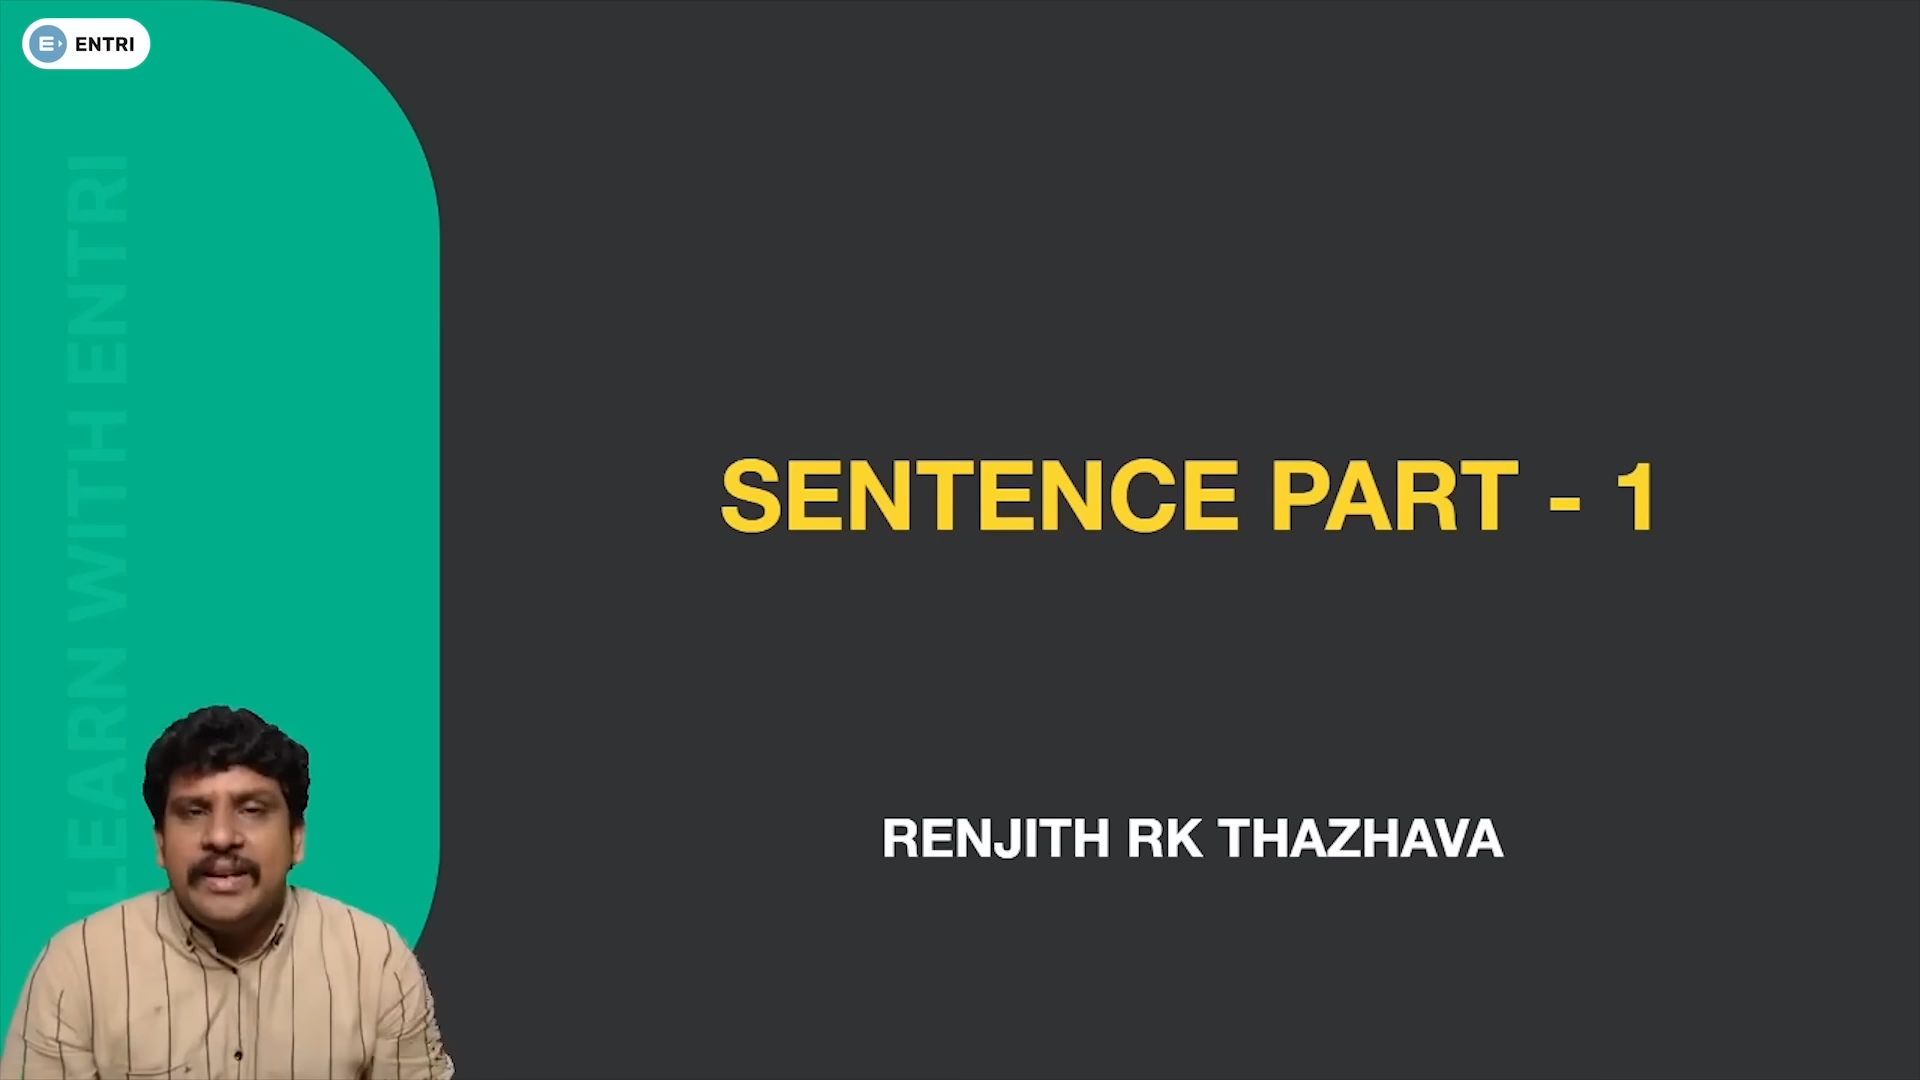 ENTRI
LEARN WITH ENTRI
SENTENCE PART - 1
RENJITH RK THAZHAVA